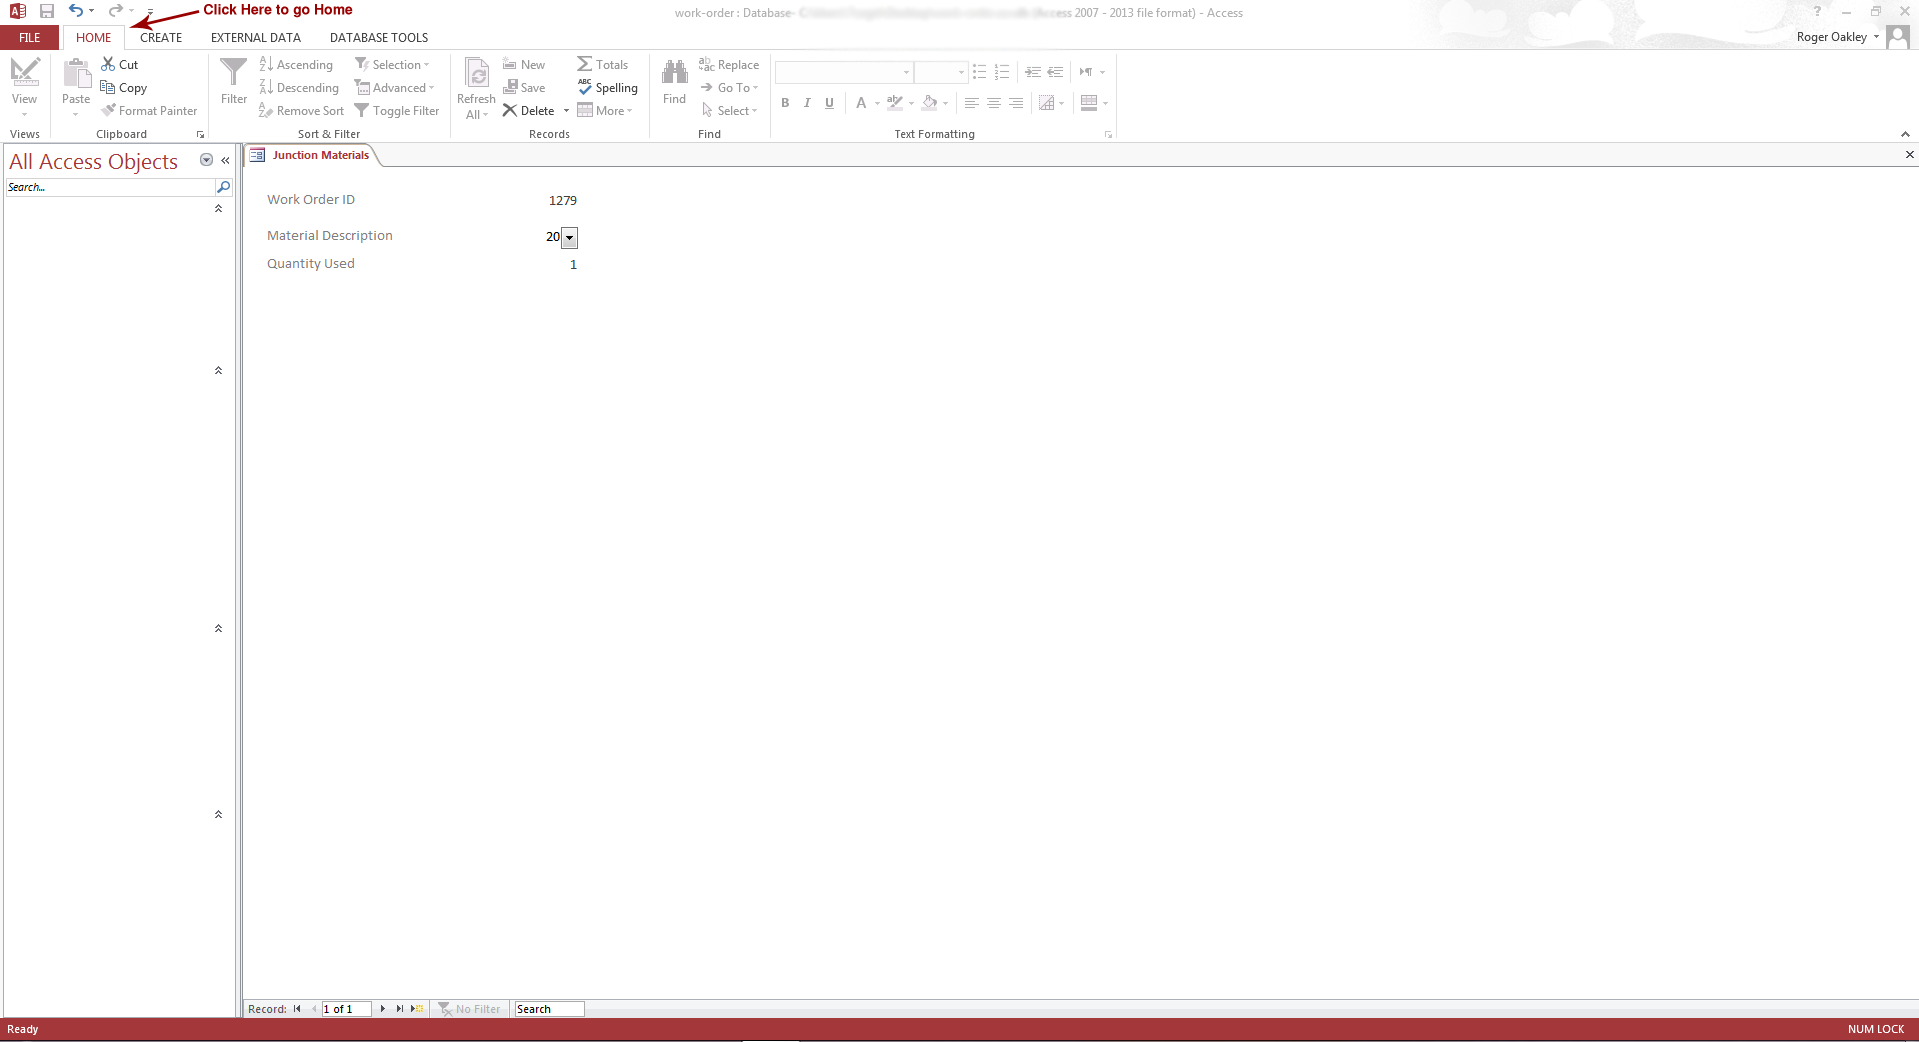 Click Here to go Home
work-order : Database- 2007 - 2013 file format) - Access
FILE HOME CREATE EXTERNAL DATA DATABASE TOOLS
Roger Oakley
View
Views
Paste
Cut
Copy
Format Painter
Clipboard
Filter
Ascending
Descending
Remove Sort
Selection
Advanced
Toggle Filter
Sort & Filter
Refresh
All
New
Save
Delete
Totals
Spelling
More
Records
Find
Replace
Go To
Select
Find
B I U A
Text Formatting
All Access Objects
Search...
Junction Materials
Work Order ID 1279
Material Description 20
Quantity Used 1
Record: 1 of 1 No Filter Search
Ready
NUM LOCK